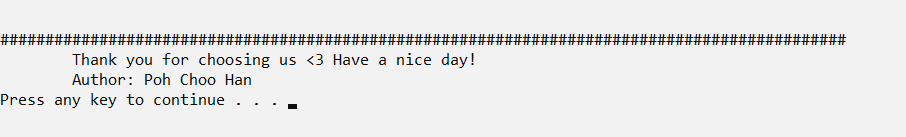 ##############################################################################################
        Thank you for choosing us <3 Have a nice day!
        Author: Poh Choo Han
Press any key to continue . . .